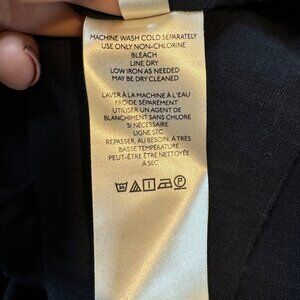 MACHINE WASH COLD SEPARATELY
USE ONLY NON-CHLORINE
BLEACH
LINE DRY
LOW IRON AS NEEDED
MAY BE DRY CLEANED
LAVER À LA MACHINE À L'EAU
FROIDE SÉPARÉMENT
UTILISER UN AGENT DE
BLANCHIMENT SANS CHLORE
SI NÉCESSAIRE
LIGNE SEC
REPASSER, AU BESOIN, À TRÈS
BASSE TEMPÉRATURE
PEUT-ÊTRE ÊTRE NETTOYÉE
À SEC